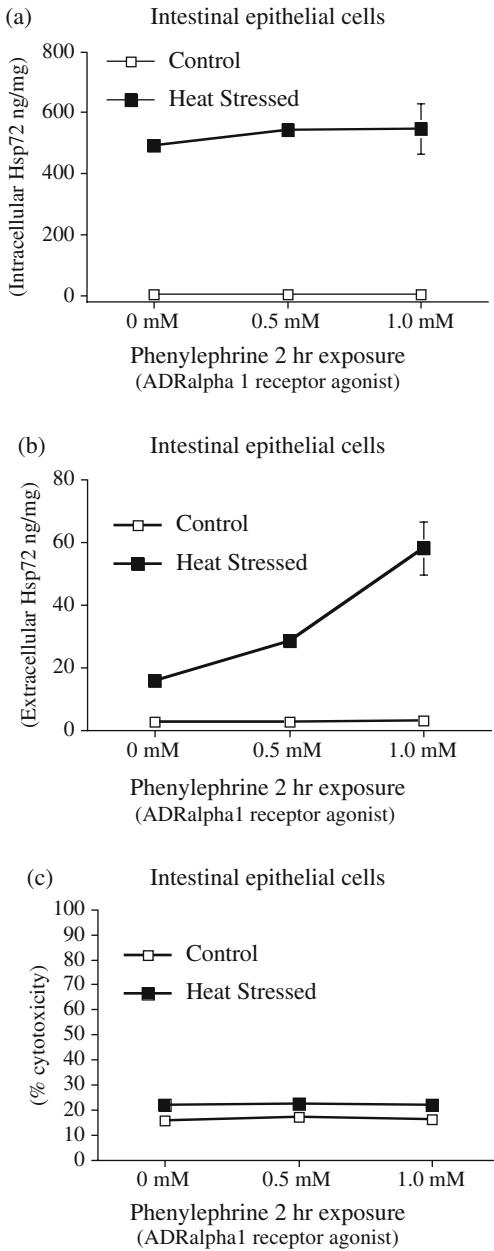 (a) Intestinal epithelial cells
800
Control
Heat Stressed
600
400
200
0
(Intracellular Hsp72 ng/mg)
0 mM 0.5 mM 1.0 mM
Phenylephrine 2 hr exposure
(ADRalpha 1 receptor agonist)
(b) Intestinal epithelial cells
80
Control
60
Heat Stressed
40
20
0
(Extracellular Hsp72 ng/mg)
0 mM 0.5 mM 1.0 mM
Phenylephrine 2 hr exposure
(ADRalpha1 receptor agonist)
(c) Intestinal epithelial cells
100
90
80
Control
70
Heat Stressed
60
50
40
30
20
10
0
(% cytotoxicity)
0 mM 0.5 mM 1.0 mM
Phenylephrine 2 hr exposure
(ADRalpha1 receptor agonist)